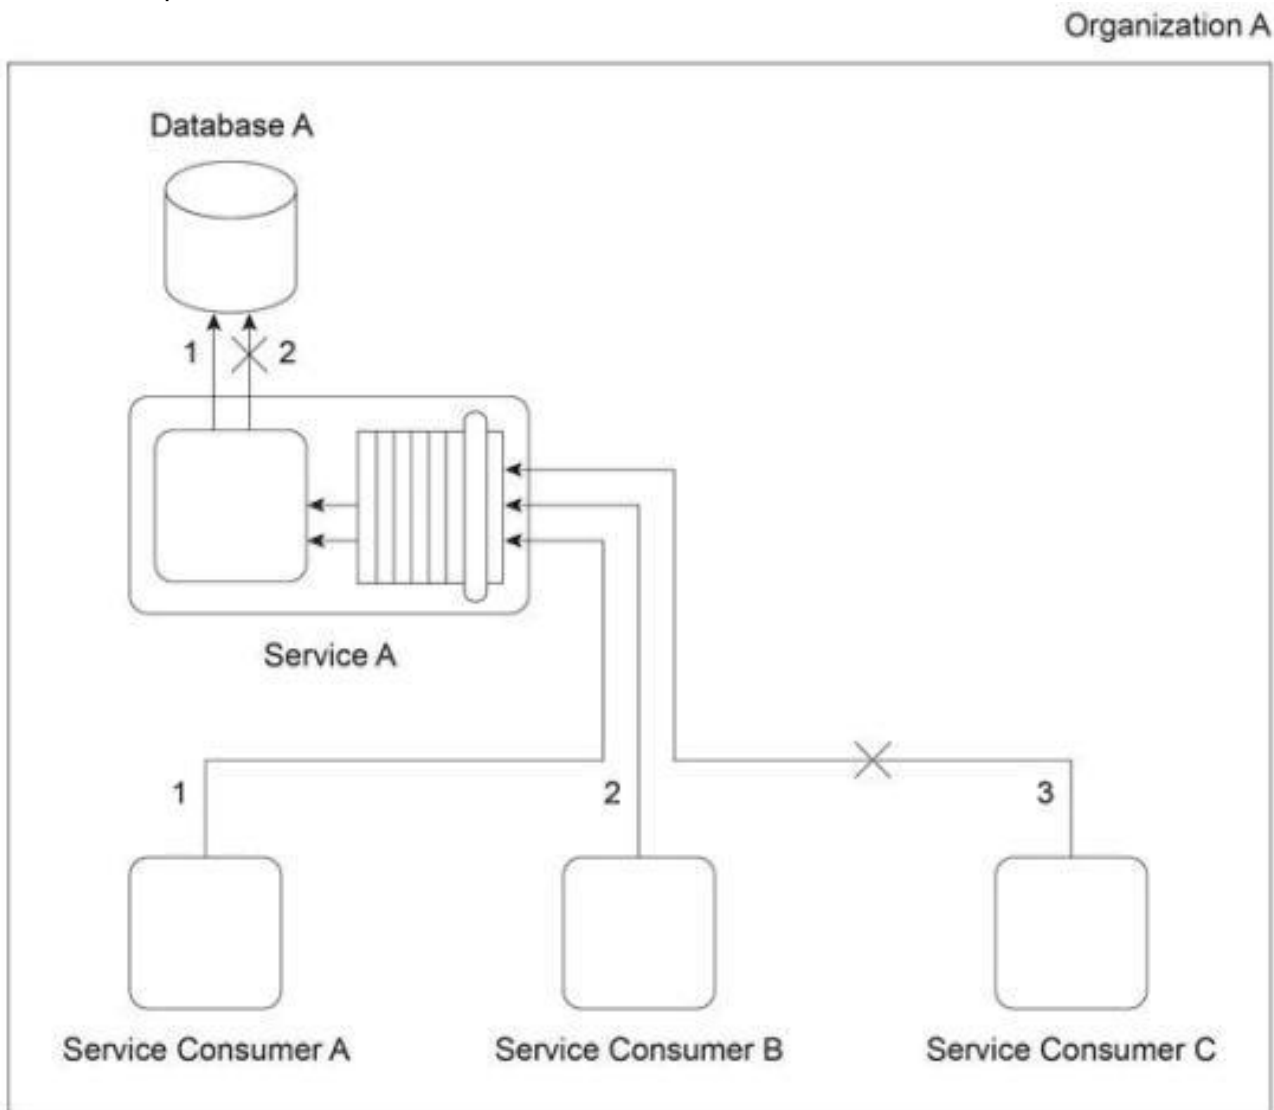 Organization A
Database A
1
2
Service A
1
2
3
Service Consumer A
Service Consumer B
Service Consumer C